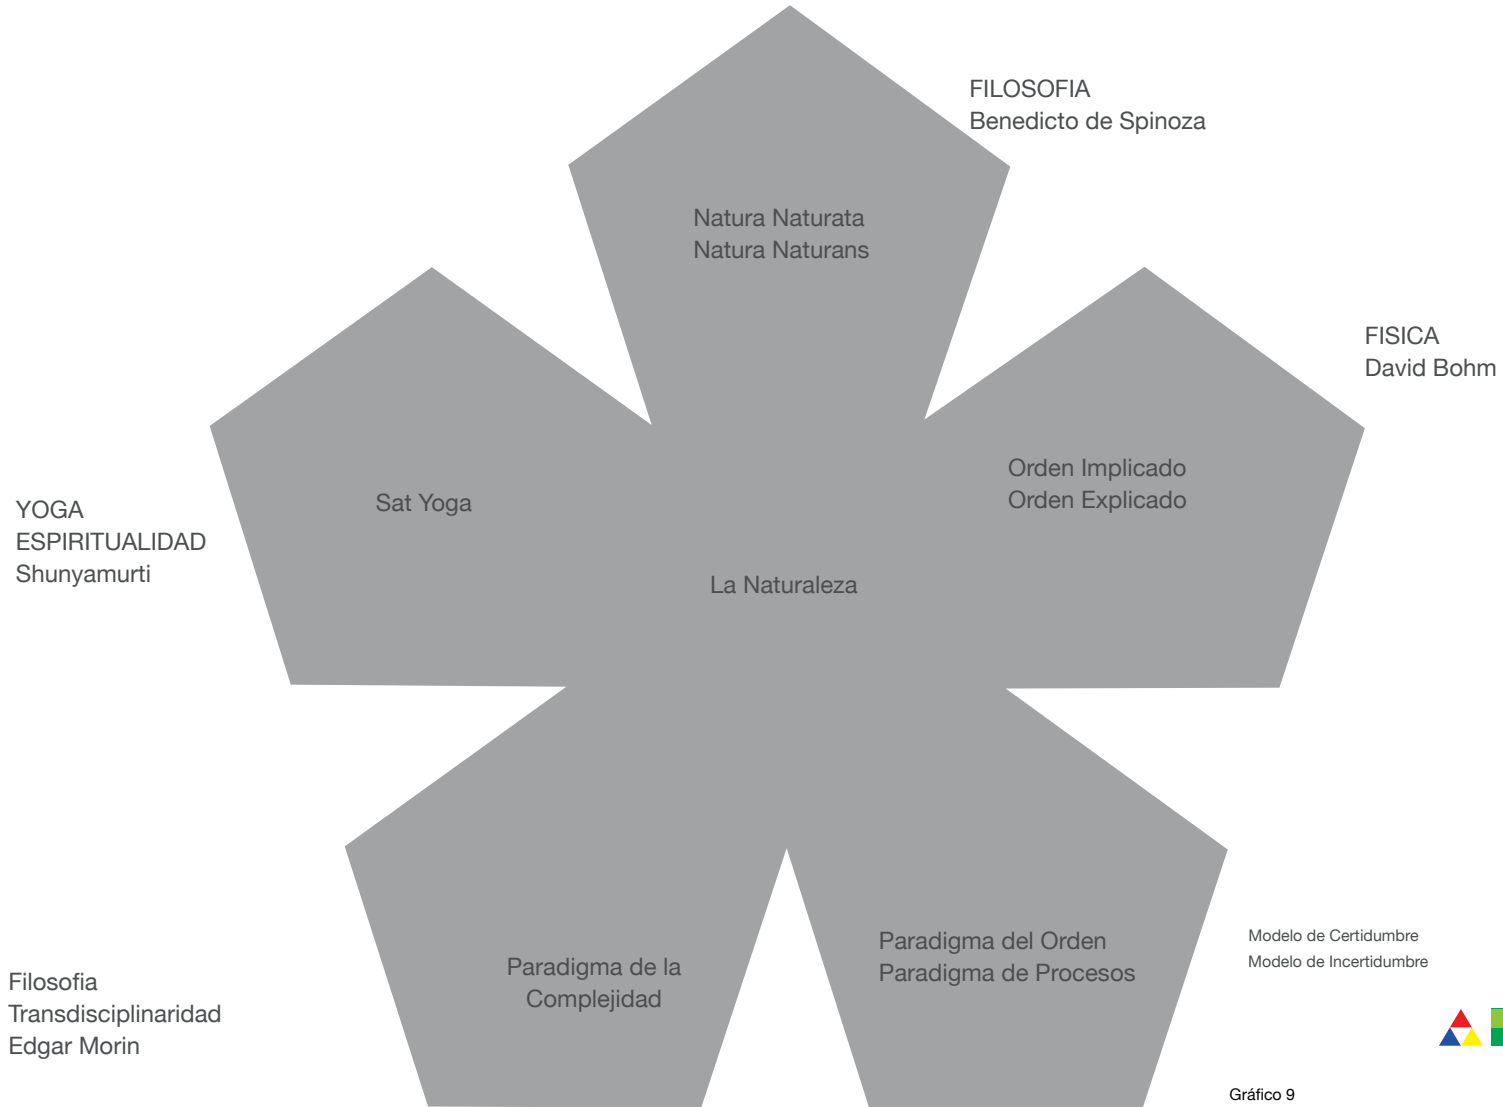 FILOSOFIA
Benedicto de Spinoza
Natura Naturata
Natura Naturans
FISICA
David Bohm
Orden Implicado
Orden Explicado
YOGA
ESPIRITUALIDAD
Shunyamurti
Sat Yoga
La Naturaleza
Filosofia
Transdisciplinaridad
Edgar Morin
Paradigma de la
Complejidad
Paradigma del Orden
Paradigma de Procesos
Modelo de Certidumbre
Modelo de Incertidumbre
Gráfico 9